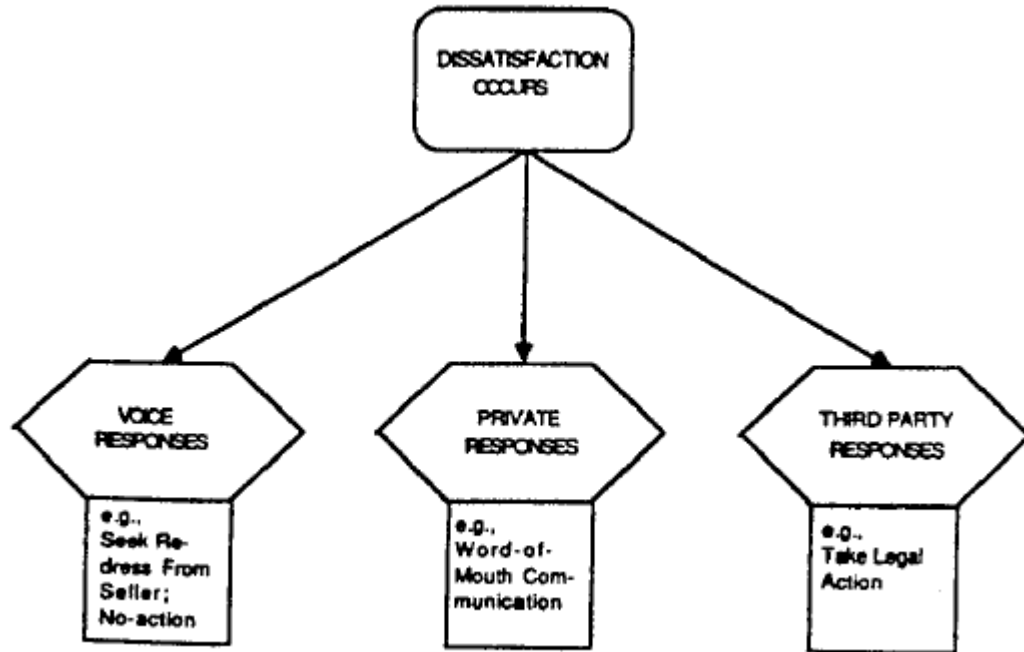 DISSATISFACTION
OCCURS
VOICE
RESPONSES
e.g.,
Seek Re-
dress From
Seller;
No-action
PRIVATE
RESPONSES
e.g.,
Word-of-
Mouth Com-
munication
THIRD PARTY
RESPONSES
e.g.,
Take Legal
Action